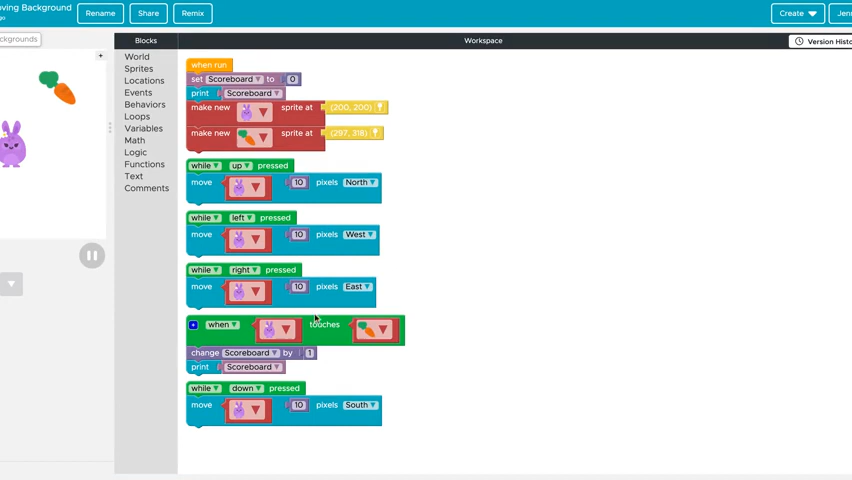 oving Background
go
Rename
Share
Remix
Create
Jenn
ckgrounds
Blocks
Workspace
Version Histo
World
Sprites
Locations
Events
Behaviors
Loops
Variables
Math
Logic
Functions
Text
Comments
when run
set Scoreboard to 0
print Scoreboard
make new sprite at (200, 200)
make new sprite at (297, 318)
while up pressed
move 10 pixels North
while left pressed
move 10 pixels West
while right pressed
move 10 pixels East
when touches
change Scoreboard by 1
print Scoreboard
while down pressed
move 10 pixels South